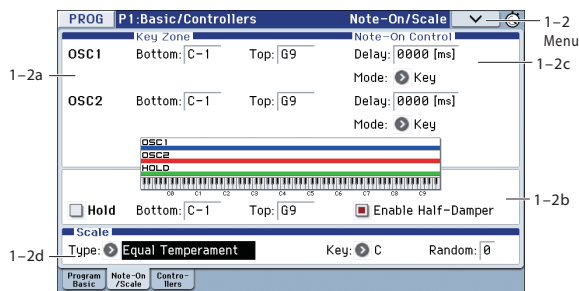 PROG P1:Basic/Controllers Note-On/Scale 1–2 Menu
Key Zone Note-On Control
1–2a 1–2c
OSC1 Bottom: C-1 Top: G9 Delay: 0000 [ms]
Mode: Key
OSC2 Bottom: C-1 Top: G9 Delay: 0000 [ms]
Mode: Key
OSC1
OSC2
HOLD
C0 C1 C2 C3 C4 C5 C6 C7 C8 C9
1–2b
Hold Bottom: C-1 Top: G9 Enable Half-Damper
Scale
1–2d
Type: Equal Temperament Key: C Random: 0
Program Basic Note-On /Scale Contro- llers